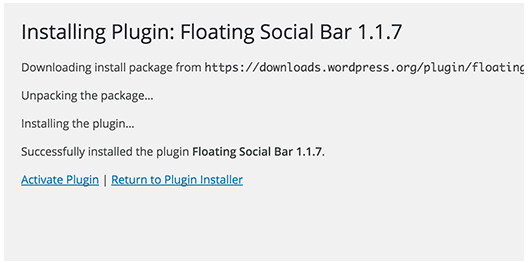 Installing Plugin: Floating Social Bar 1.1.7
Downloading install package from https://downloads.wordpress.org/plugin/floating
Unpacking the package...
Installing the plugin...
Successfully installed the plugin Floating Social Bar 1.1.7.
Activate Plugin | Return to Plugin Installer